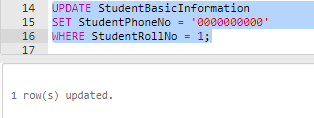 14 UPDATE StudentBasicInformation
15 SET StudentPhoneNo = '0000000000'
16 WHERE StudentRollNo = 1;
17
1 row(s) updated.